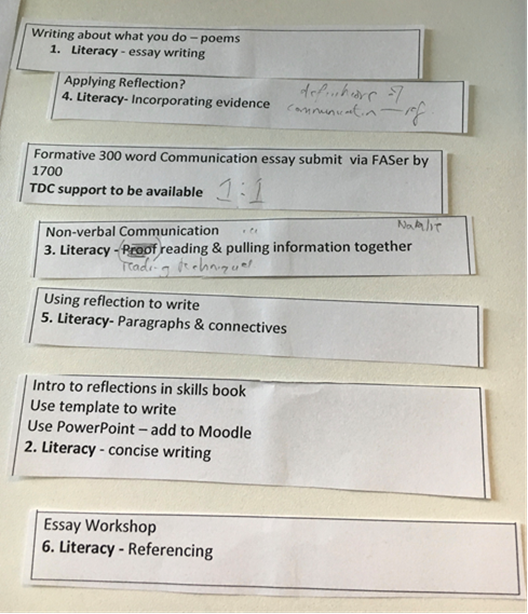 Writing about what you do – poems
1. Literacy - essay writing
Applying Reflection?
4. Literacy- Incorporating evidence
definitions of
communication — ref
Formative 300 word Communication essay submit via FASer by
1700
TDC support to be available 1:1
Non-verbal Communication
3. Literacy - Proof reading & pulling information together
reading techniques
Using reflection to write
5. Literacy- Paragraphs & connectives
Intro to reflections in skills book
Use template to write
Use PowerPoint – add to Moodle
2. Literacy - concise writing
Essay Workshop
6. Literacy - Referencing